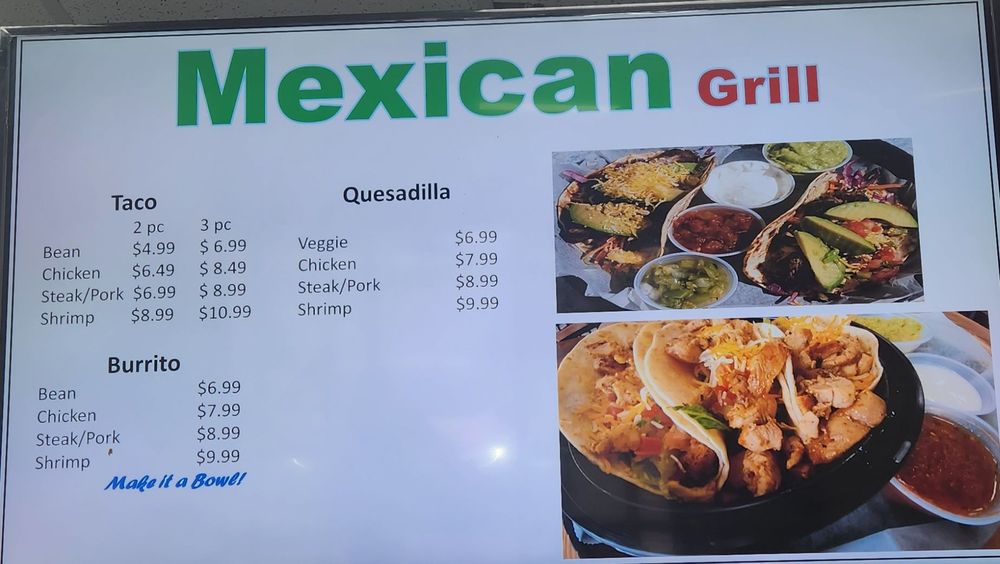 Mexican Grill
Taco
2 pc 3 pc
Bean $4.99 $ 6.99
Chicken $6.49 $ 8.49
Steak/Pork $6.99 $ 8.99
Shrimp $8.99 $10.99
Quesadilla
Veggie $6.99
Chicken $7.99
Steak/Pork $8.99
Shrimp $9.99
Burrito
Bean $6.99
Chicken $7.99
Steak/Pork $8.99
Shrimp $9.99
Make it a Bowl!